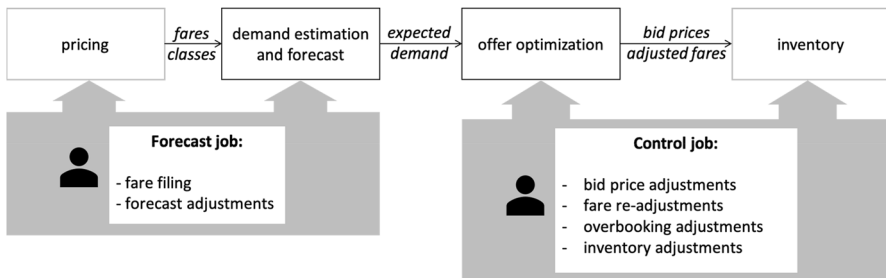 pricing
fares
classes
demand estimation
and forecast
expected
demand
offer optimization
bid prices
adjusted fares
inventory
Forecast job:
- fare filing
- forecast adjustments
Control job:
- bid price adjustments
- fare re-adjustments
- overbooking adjustments
- inventory adjustments